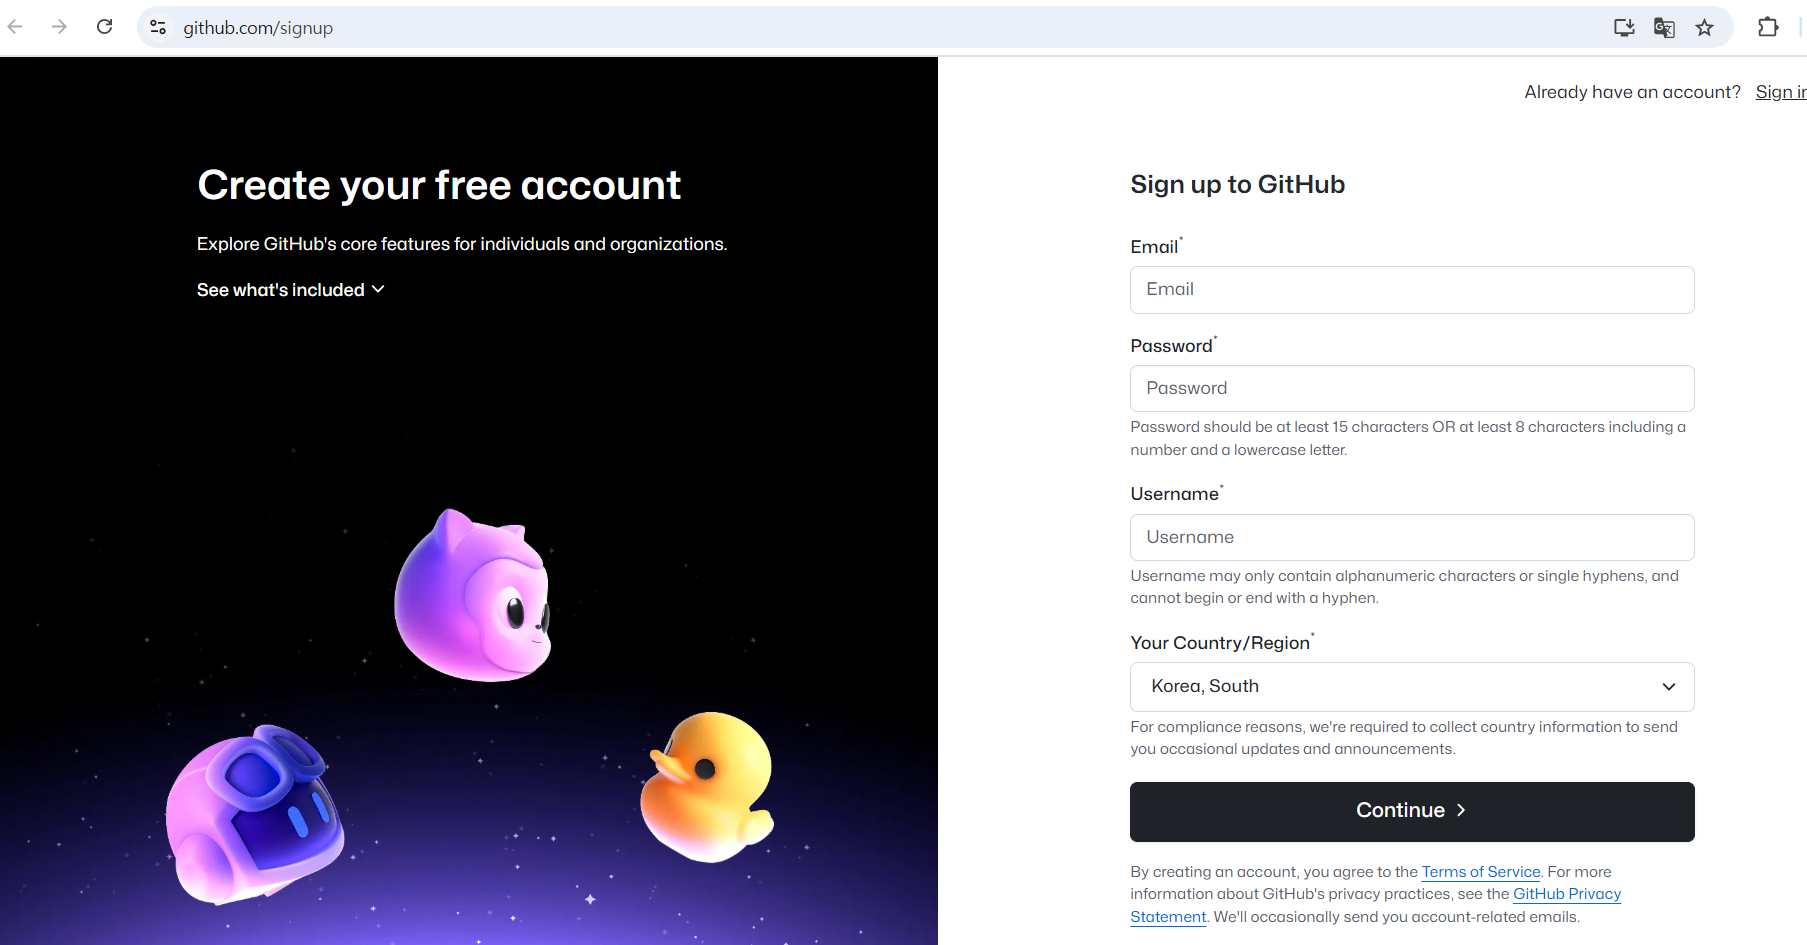 github.com/signup
Already have an account? Sign in
Create your free account
Explore GitHub's core features for individuals and organizations.
See what's included
Sign up to GitHub
Email*
Email
Password*
Password
Password should be at least 15 characters OR at least 8 characters including a
number and a lowercase letter.
Username*
Username
Username may only contain alphanumeric characters or single hyphens, and
cannot begin or end with a hyphen.
Your Country/Region*
Korea, South
For compliance reasons, we're required to collect country information to send
you occasional updates and announcements.
Continue
By creating an account, you agree to the Terms of Service. For more
information about GitHub's privacy practices, see the GitHub Privacy
Statement. We'll occasionally send you account-related emails.